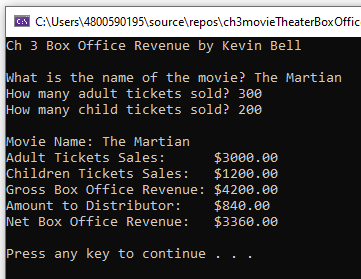 C:\Users\4800590195\source\repos\ch3movieTheaterBoxOffic
Ch 3 Box Office Revenue by Kevin Bell
What is the name of the movie? The Martian
How many adult tickets sold? 300
How many child tickets sold? 200
Movie Name: The Martian
Adult Tickets Sales: $3000.00
Children Tickets Sales: $1200.00
Gross Box Office Revenue: $4200.00
Amount to Distributor: $840.00
Net Box Office Revenue: $3360.00
Press any key to continue . . .